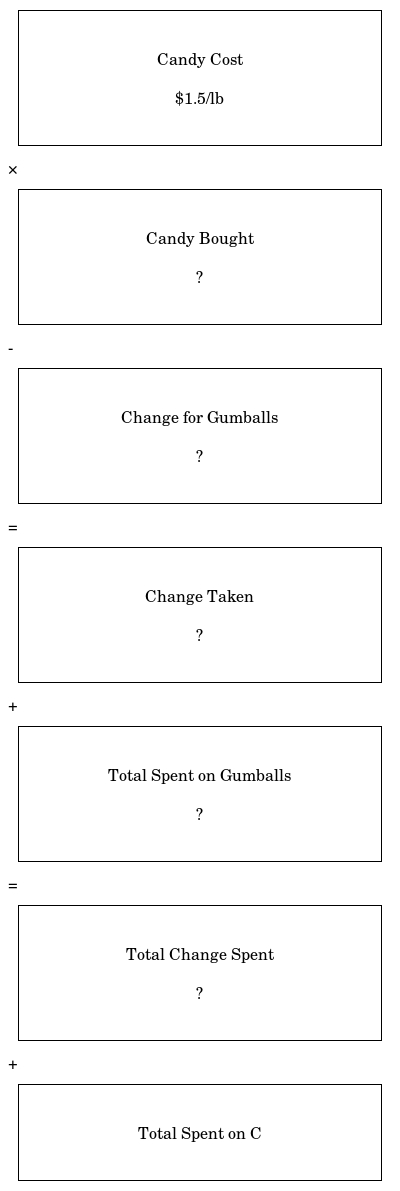 Candy Cost
$1.5/lb
×
Candy Bought
?
-
Change for Gumballs
?
=
Change Taken
?
+
Total Spent on Gumballs
?
=
Total Change Spent
?
+
Total Spent on C